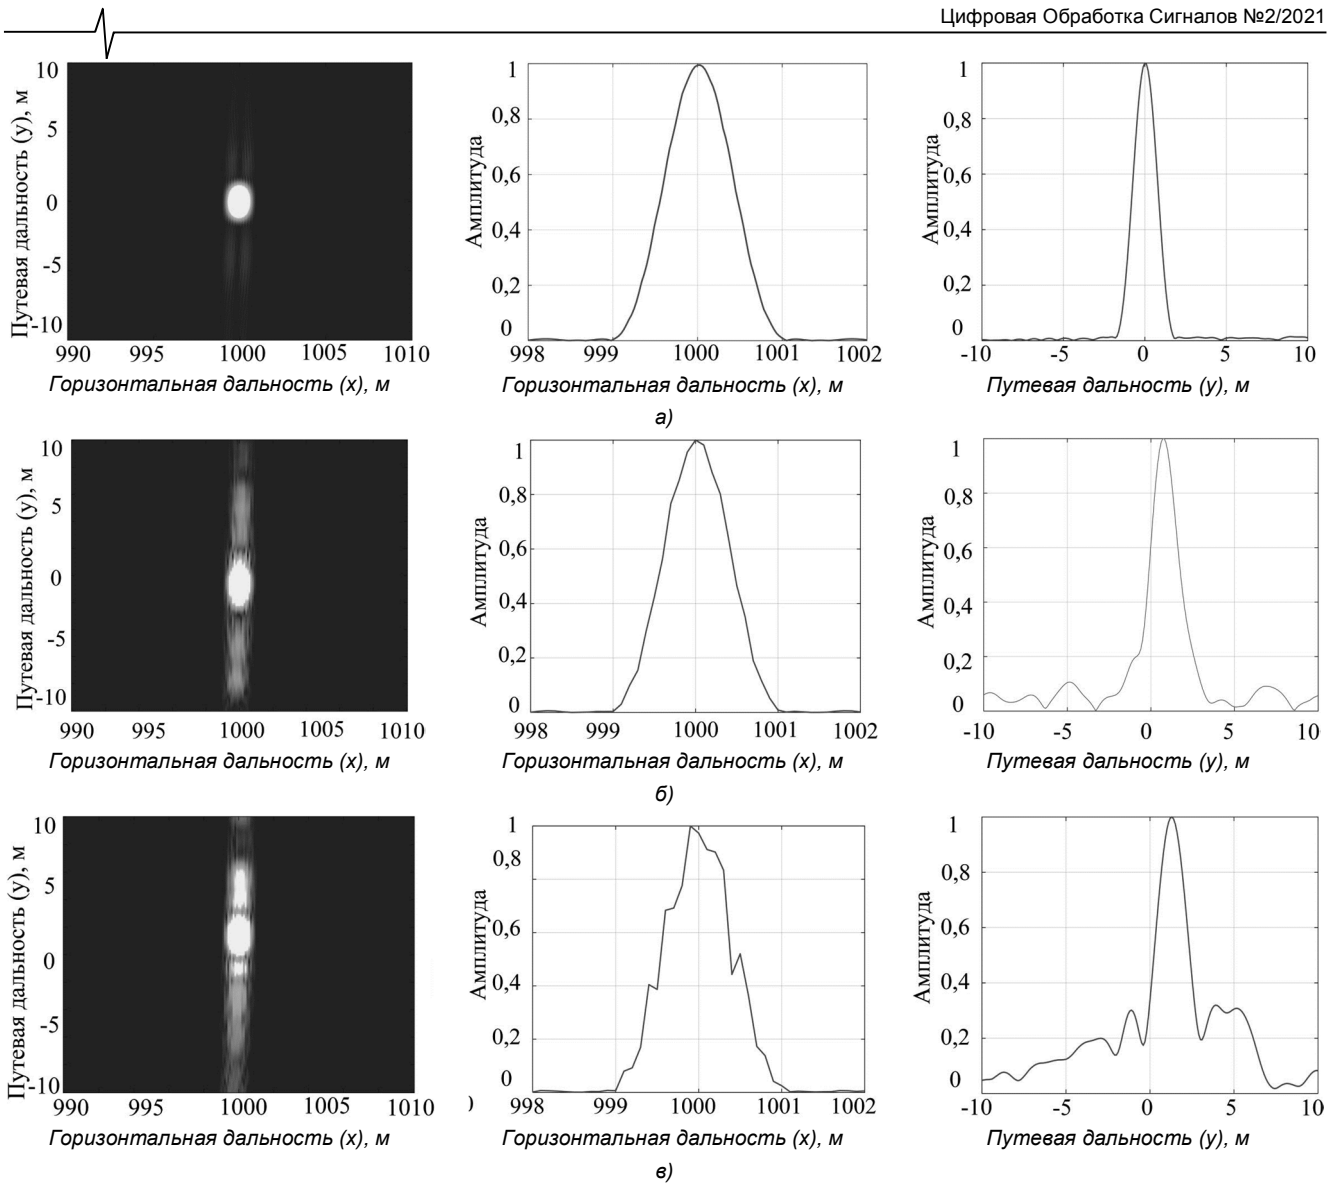 Цифровая Обработка Сигналов №2/2021
Путевая дальность (y), м
10
5
0
-5
-10
990 995 1000 1005 1010
Горизонтальная дальность (x), м
Амплитуда
1
0,8
0,6
0,4
0,2
0
998 999 1000 1001 1002
Горизонтальная дальность (x), м
Амплитуда
1
0,8
0,6
0,4
0,2
0
-10 -5 0 5 10
Путевая дальность (y), м
а)
Путевая дальность (y), м
10
5
0
-5
-10
990 995 1000 1005 1010
Горизонтальная дальность (x), м
Амплитуда
1
0,8
0,6
0,4
0,2
0
998 999 1000 1001 1002
Горизонтальная дальность (x), м
Амплитуда
1
0,8
0,6
0,4
0,2
0
-10 -5 0 5 10
Путевая дальность (y), м
б)
Путевая дальность (y), м
10
5
0
-5
-10
990 995 1000 1005 1010
Горизонтальная дальность (x), м
Амплитуда
1
0,8
0,6
0,4
0,2
0
)
998 999 1000 1001 1002
Горизонтальная дальность (x), м
Амплитуда
1
0,8
0,6
0,4
0,2
0
-10 -5 0 5 10
Путевая дальность (y), м
в)